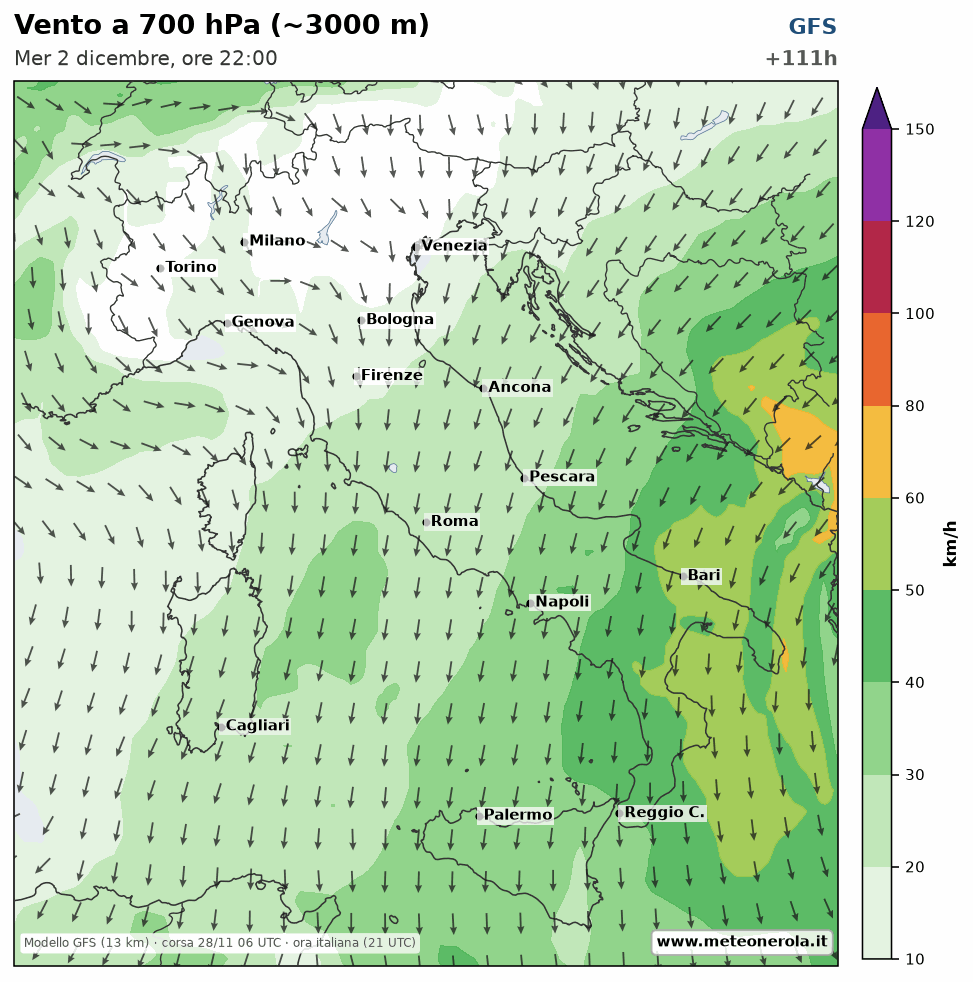 Vento a 700 hPa (~3000 m)
GFS
Mer 2 dicembre, ore 22:00
+111h
150
120
100
80
60
50
40
30
20
10
km/h
Milano
Venezia
Torino
Genova
Bologna
Firenze
Ancona
Pescara
Roma
Bari
Napoli
Cagliari
Palermo
Reggio C.
Modello GFS (13 km) · corsa 28/11 06 UTC · ora italiana (21 UTC)
www.meteonerola.it